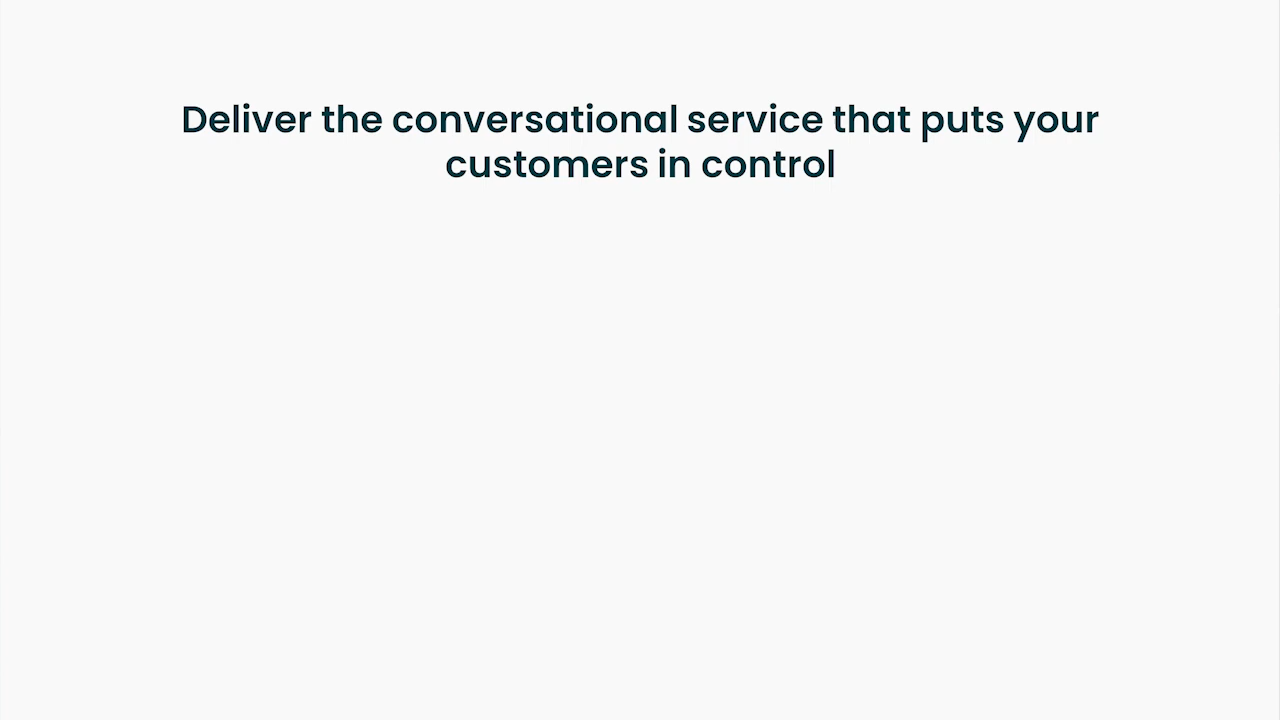 Deliver the conversational service that puts your
customers in control